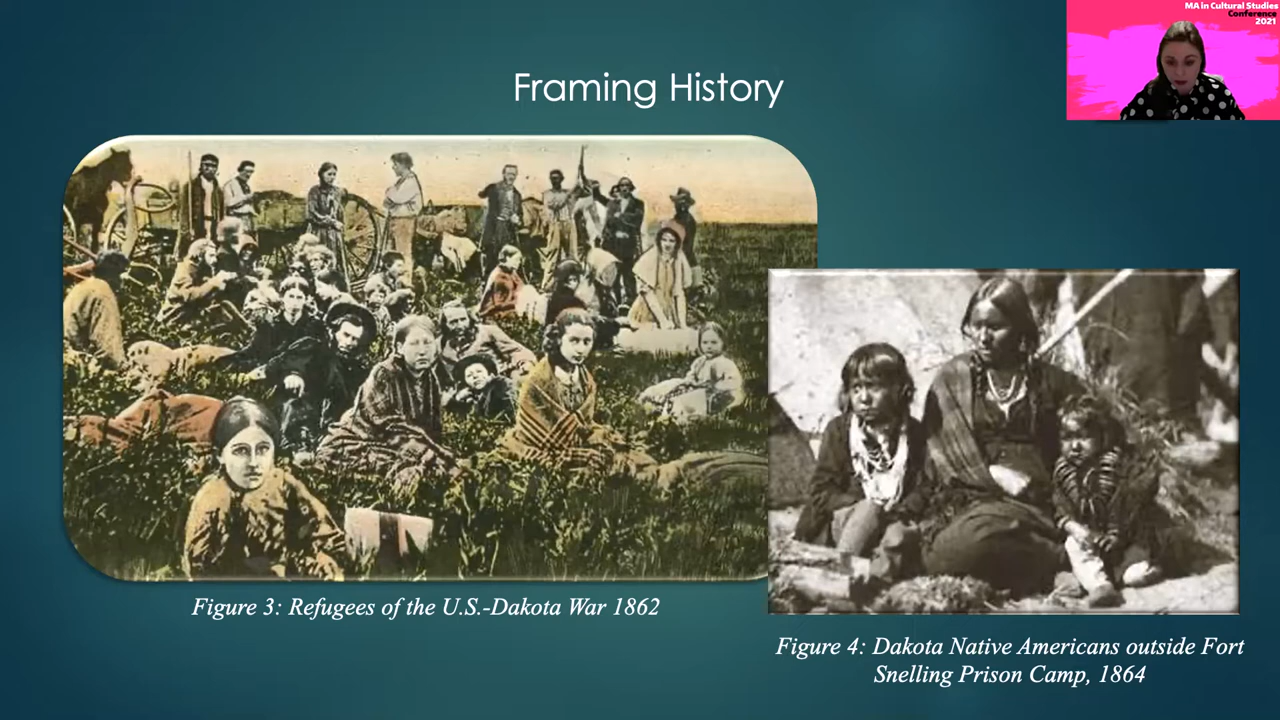 MA in Cultural Studies
Conference
2021
Framing History
Figure 3: Refugees of the U.S.-Dakota War 1862
Figure 4: Dakota Native Americans outside Fort
Snelling Prison Camp, 1864